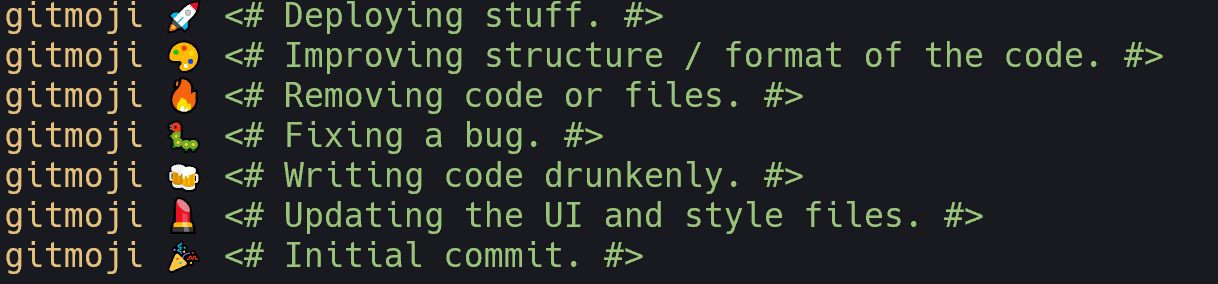 gitmoji 🚀 <# Deploying stuff. #>
gitmoji 🎨 <# Improving structure / format of the code. #>
gitmoji 🔥 <# Removing code or files. #>
gitmoji 🐛 <# Fixing a bug. #>
gitmoji 🍻 <# Writing code drunkenly. #>
gitmoji 💄 <# Updating the UI and style files. #>
gitmoji 🎉 <# Initial commit. #>